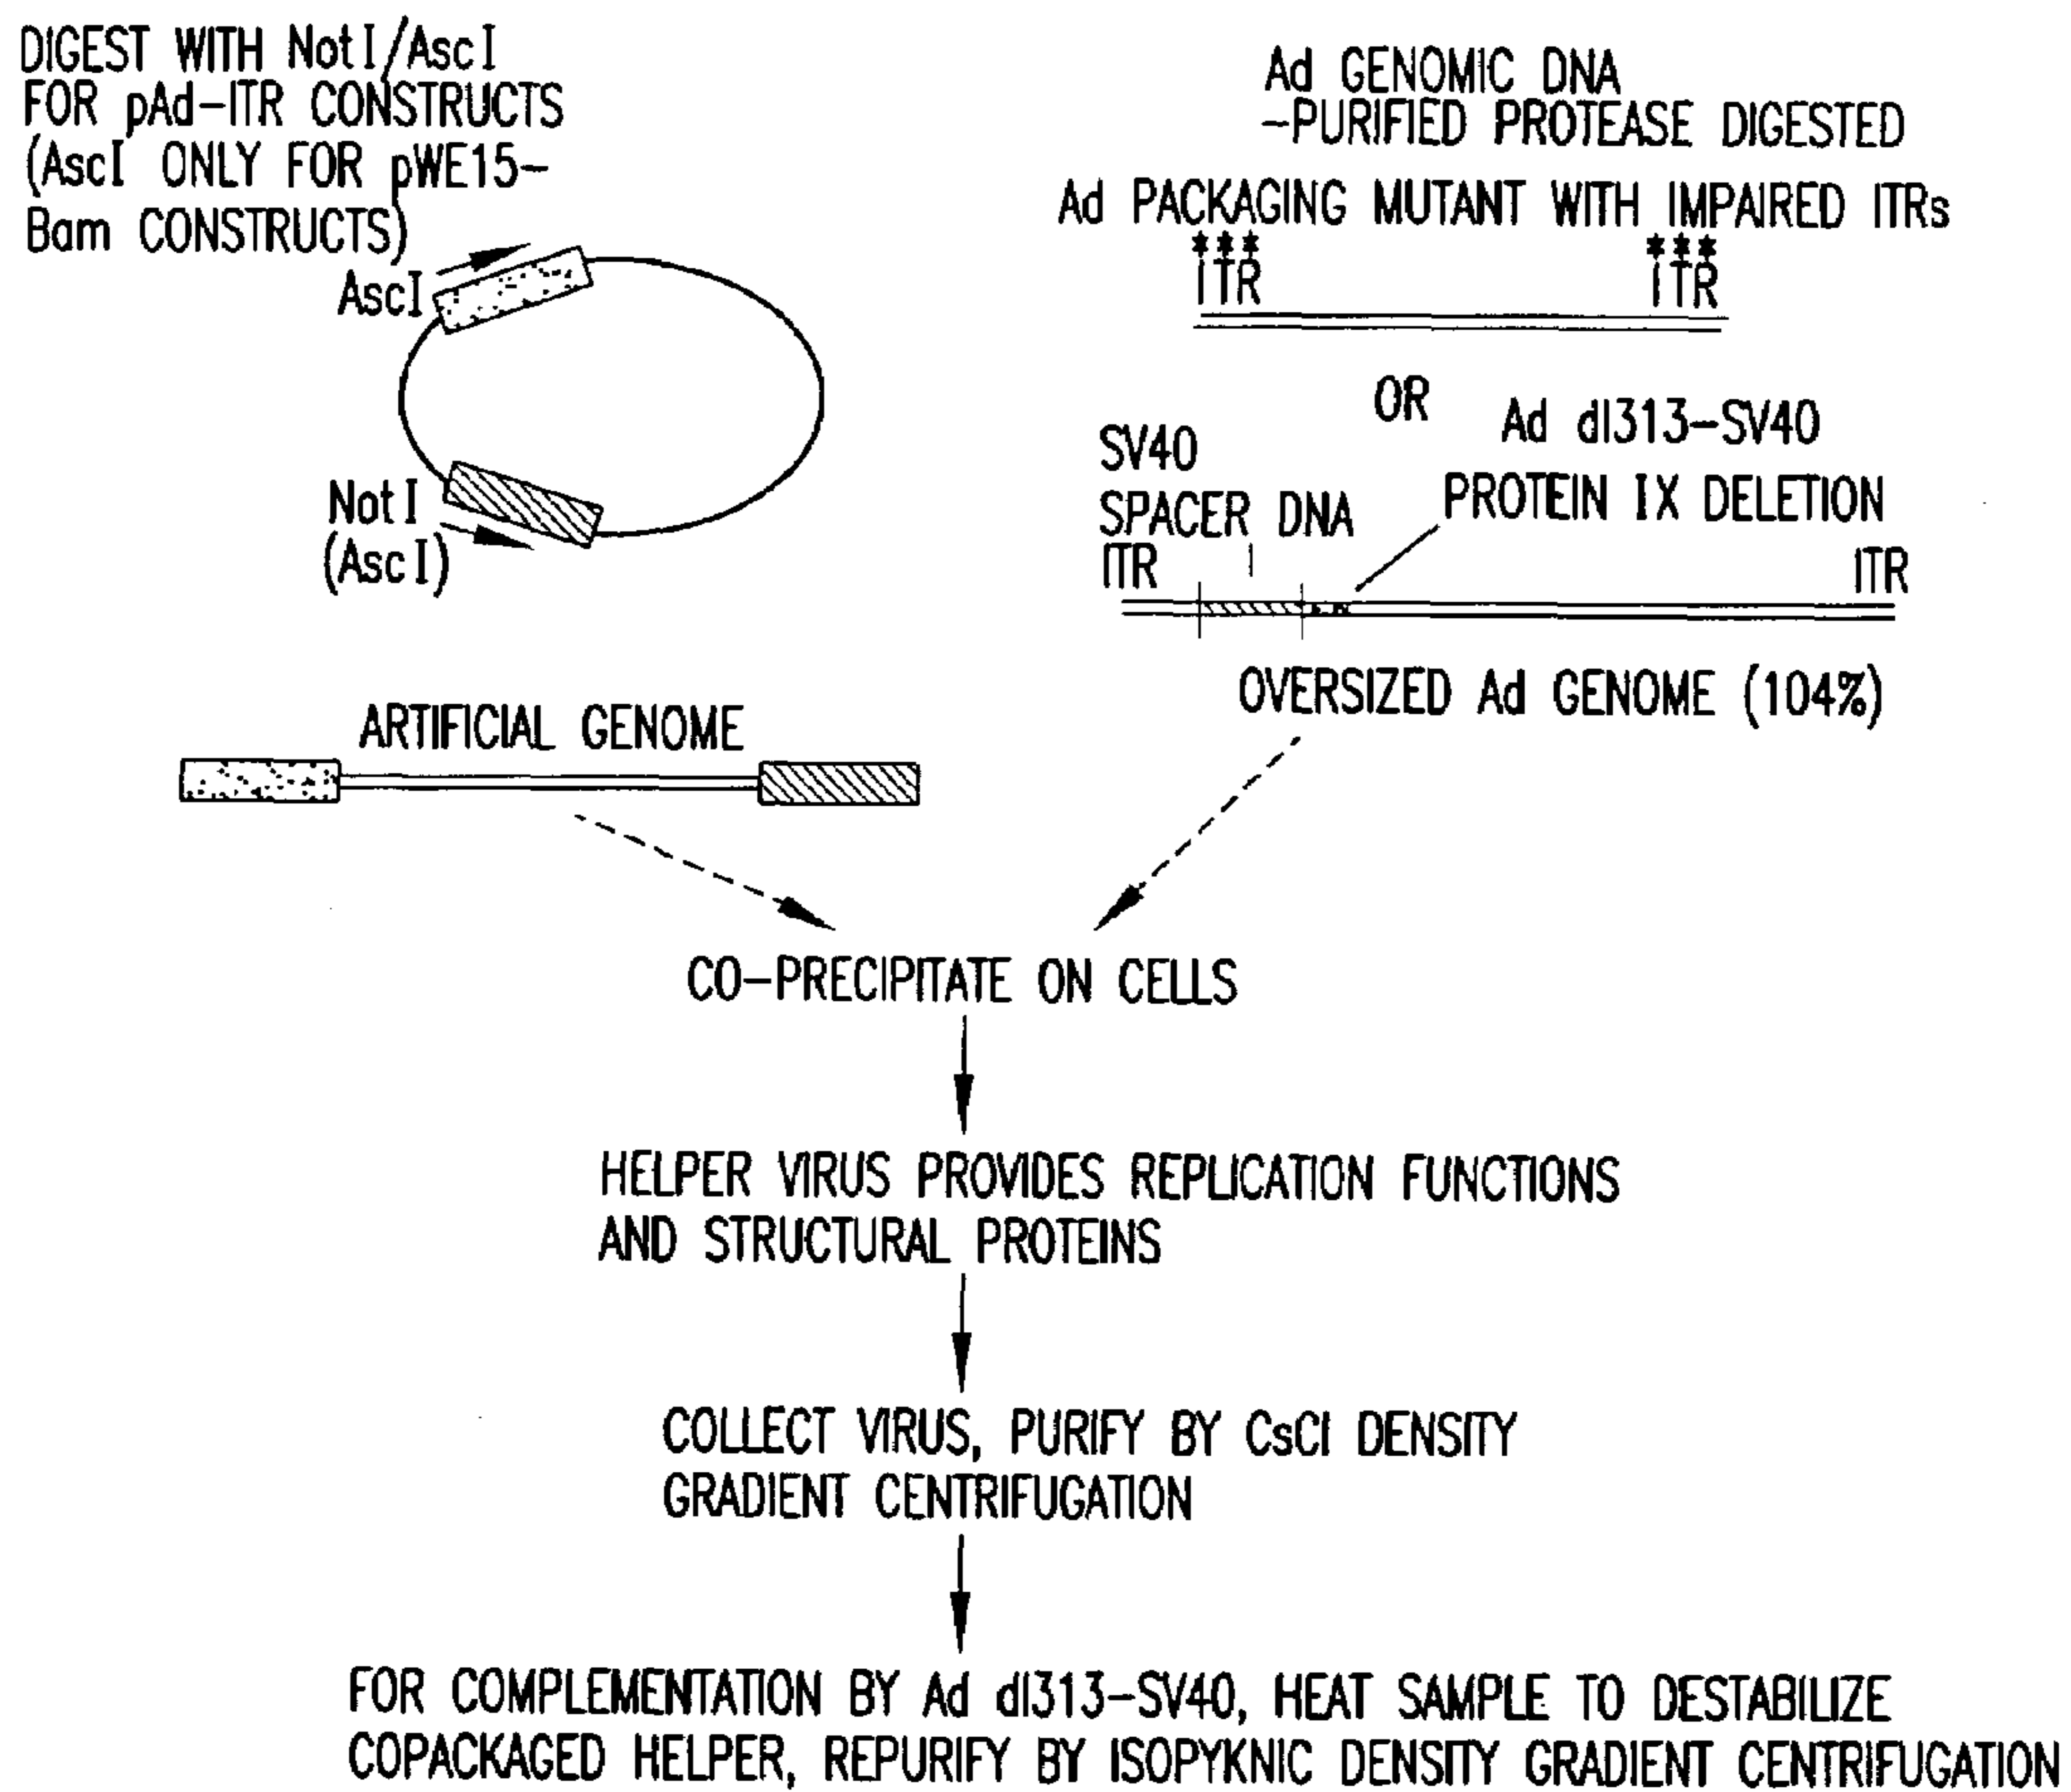 DIGEST WITH NotI/AscI
FOR pAd-ITR CONSTRUCTS
(AscI ONLY FOR pWE15-
Bam CONSTRUCTS)
AscI
NotI
(AscI)
Ad GENOMIC DNA
-PURIFIED PROTEASE DIGESTED
Ad PACKAGING MUTANT WITH IMPAIRED ITRs
*** ***
ITR ITR
OR
Ad dl313-SV40
PROTEIN IX DELETION
SV40
SPACER DNA
ITR ITR
OVERSIZED Ad GENOME (104%)
ARTIFICIAL GENOME
CO-PRECIPITATE ON CELLS
HELPER VIRUS PROVIDES REPLICATION FUNCTIONS
AND STRUCTURAL PROTEINS
COLLECT VIRUS, PURIFY BY CsCl DENSITY
GRADIENT CENTRIFUGATION
FOR COMPLEMENTATION BY Ad dl313-SV40, HEAT SAMPLE TO DESTABILIZE
COPACKAGED HELPER, REPURIFY BY ISOPYKNIC DENSITY GRADIENT CENTRIFUGATION